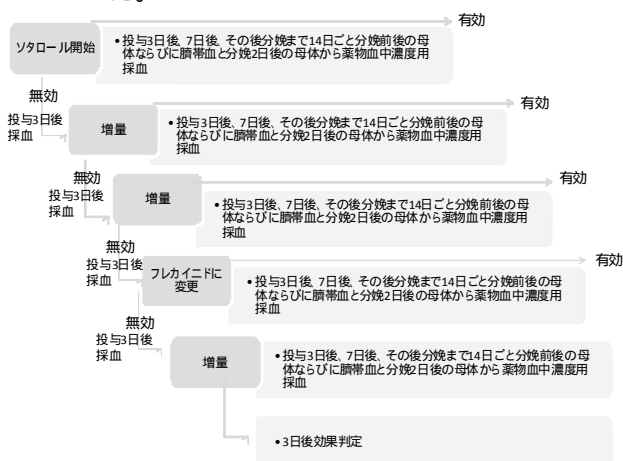 有効
ソタロール開始
• 投与3日後、7日後、その後分娩まで14日ごと分娩前後の母
体ならびに臍帯血と分娩2日後の母体から薬物血中濃度用
採血
無効
投与3日後
採血
有効
増量
• 投与3日後、7日後、その後分娩まで14日ごと分娩前後の母
体ならびに臍帯血と分娩2日後の母体から薬物血中濃度用
採血
無効
投与3日後
採血
有効
増量
• 投与3日後、7日後、その後分娩まで14日ごと分娩前後の母
体ならびに臍帯血と分娩2日後の母体から薬物血中濃度用
採血
無効
投与3日後
採血
有効
フレカイニドに
変更
• 投与3日後、7日後、その後分娩まで14日ごと分娩前後の母
体ならびに臍帯血と分娩2日後の母体から薬物血中濃度用
採血
無効
投与3日後
採血
増量
• 投与3日後、7日後、その後分娩まで14日ごと分娩前後の母
体ならびに臍帯血と分娩2日後の母体から薬物血中濃度用
採血
• 3日後効果判定